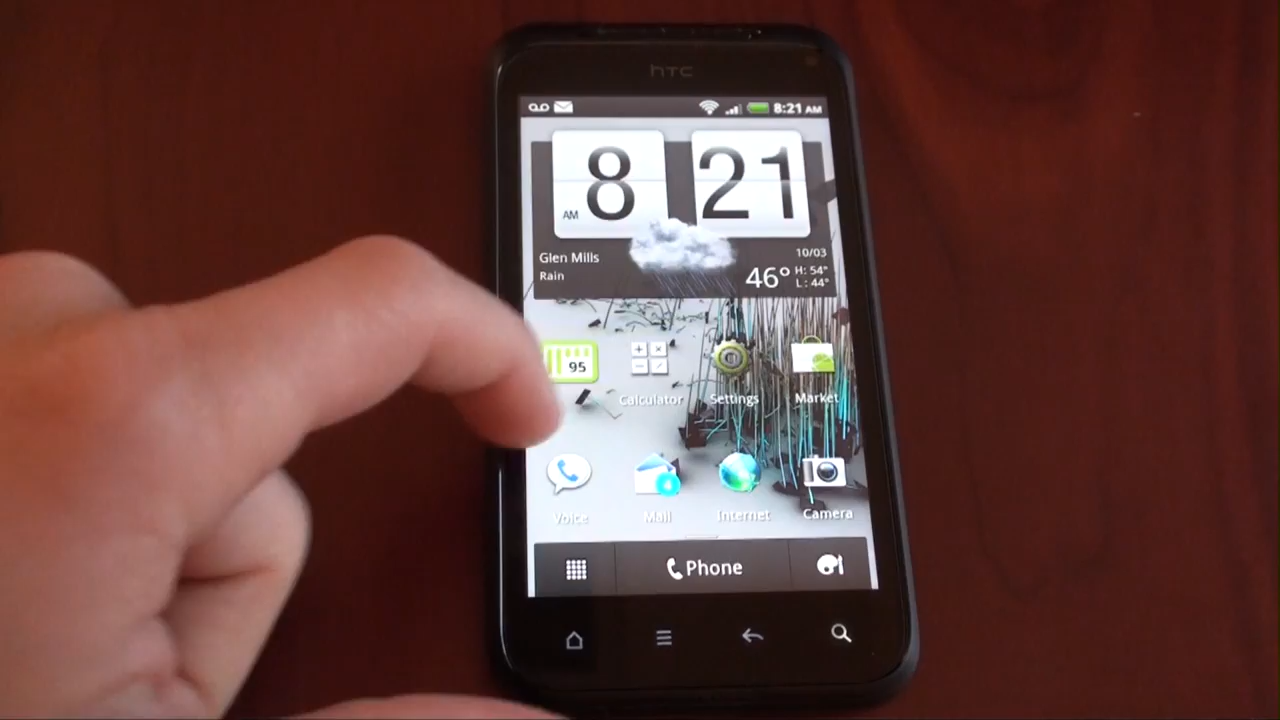 hTC
8:21 AM
8 21
AM
Glen Mills
Rain
10/03
46° H: 54°
L: 44°
95
Calculator Settings Market
Voice Mail Internet Camera
Phone